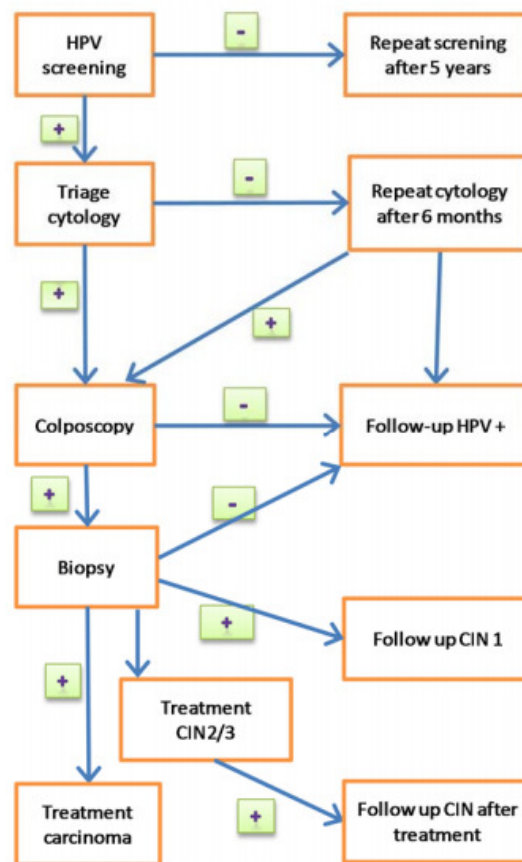 HPV
screening
-
Repeat screning
after 5 years
+
Triage
cytology
-
Repeat cytology
after 6 months
+
+
Colposcopy
-
Follow-up HPV +
+
-
Biopsy
+
Follow up CIN 1
+
Treatment
CIN2/3
Treatment
carcinoma
+
Follow up CIN after
treatment